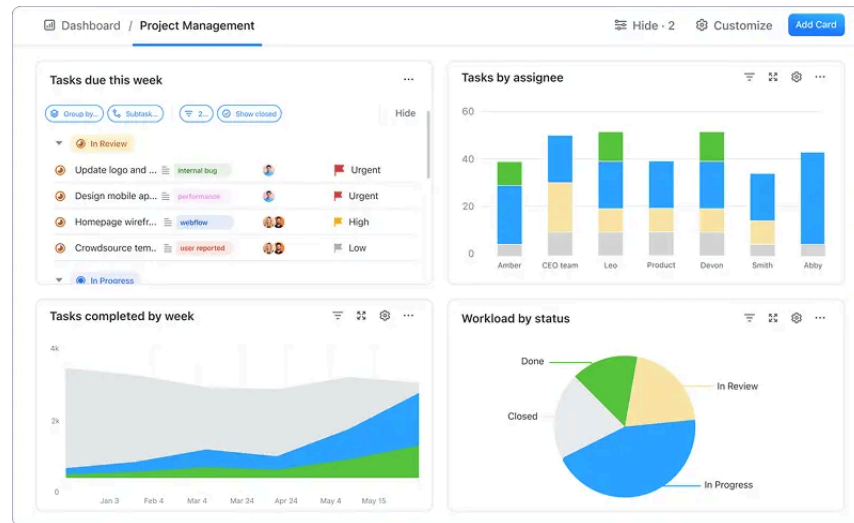 Dashboard / Project Management
Hide · 2
Customize
Add Card
Tasks due this week
Group by...
Subtask...
2...
Show closed
Hide
In Review
Update logo and ...
internal bug
Urgent
Design mobile ap...
performance
Urgent
Homepage wirefr...
webflow
High
Crowdsource tem..
user reported
Low
In Progress
Tasks by assignee
60
40
20
0
Amber
CEO team
Leo
Product
Devon
Smith
Abby
Tasks completed by week
4k
2k
0
Jan 3
Feb 4
Mar 4
Mar 24
Apr 24
May 4
May 15
Workload by status
Done
In Review
Closed
In Progress